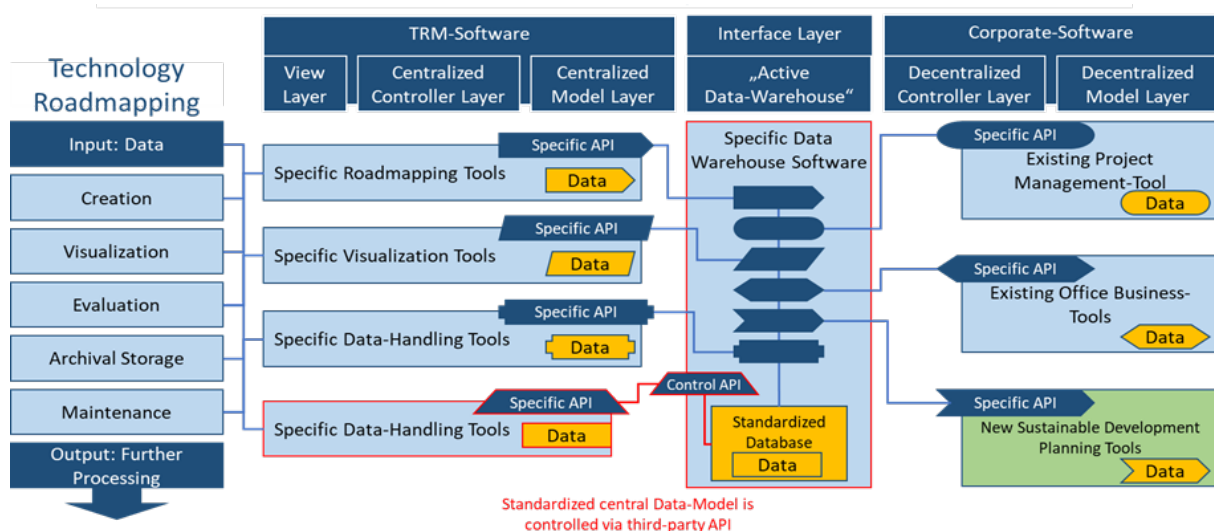 Technology
Roadmapping
Input: Data
Creation
Visualization
Evaluation
Archival Storage
Maintenance
Output: Further
Processing
TRM-Software
View
Layer
Centralized
Controller Layer
Centralized
Model Layer
Specific API
Specific Roadmapping Tools
Data
Specific API
Specific Visualization Tools
Data
Specific API
Specific Data-Handling Tools
Data
Specific API
Specific Data-Handling Tools
Data
Interface Layer
„Active
Data-Warehouse“
Specific Data
Warehouse Software
Control API
Standardized
Database
Data
Standardized central Data-Model is
controlled via third-party API
Corporate-Software
Decentralized
Controller Layer
Decentralized
Model Layer
Specific API
Existing Project
Management-Tool
Data
Specific API
Existing Office Business-
Tools
Data
Specific API
New Sustainable Development
Planning Tools
Data